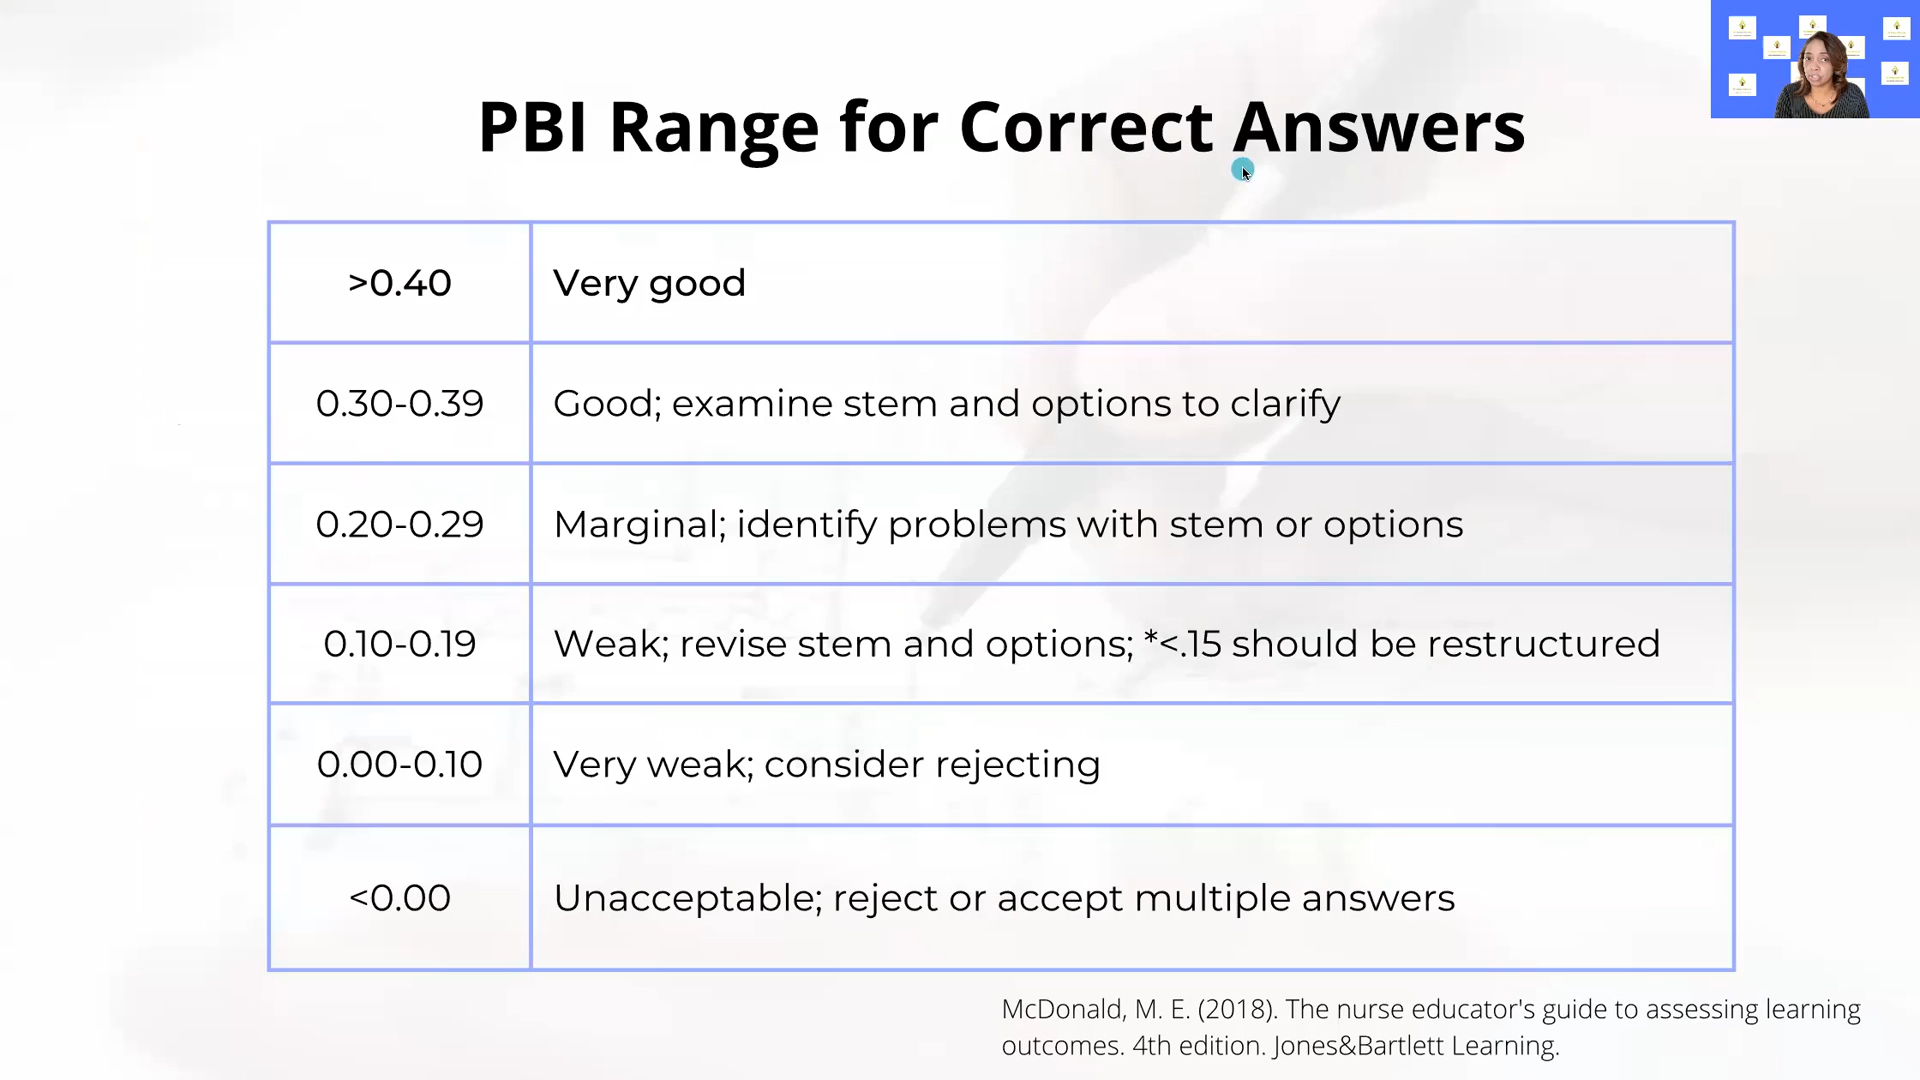 PBI Range for Correct Answers
>0.40 Very good
0.30-0.39 Good; examine stem and options to clarify
0.20-0.29 Marginal; identify problems with stem or options
0.10-0.19 Weak; revise stem and options; *<.15 should be restructured
0.00-0.10 Very weak; consider rejecting
<0.00 Unacceptable; reject or accept multiple answers
McDonald, M. E. (2018). The nurse educator's guide to assessing learning
outcomes. 4th edition. Jones&Bartlett Learning.